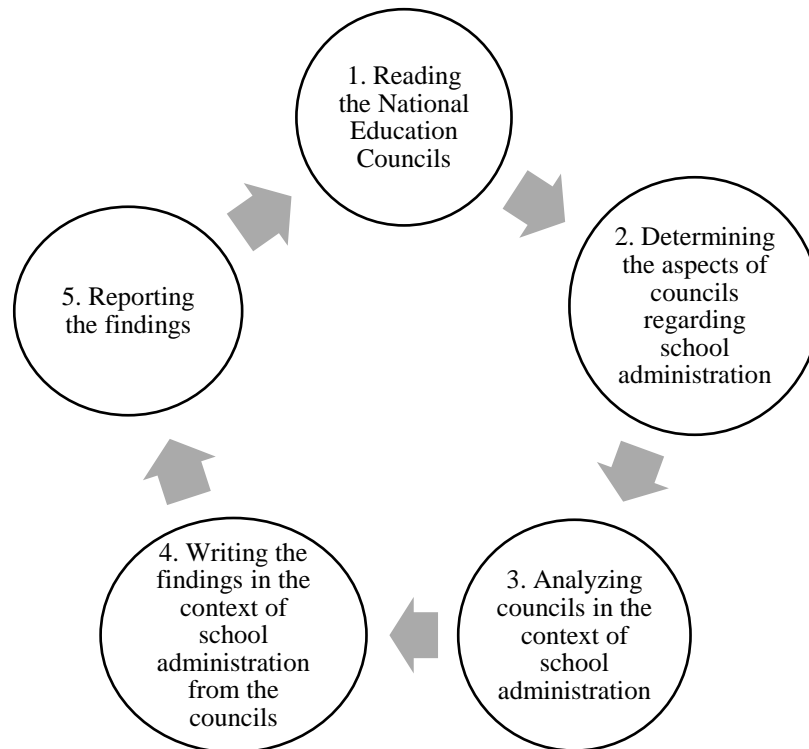 1. Reading
the National
Education
Councils
2. Determining
the aspects of
councils
regarding
school
administration
3. Analyzing
councils in the
context of
school
administration
4. Writing the
findings in the
context of
school
administration
from the
councils
5. Reporting
the findings